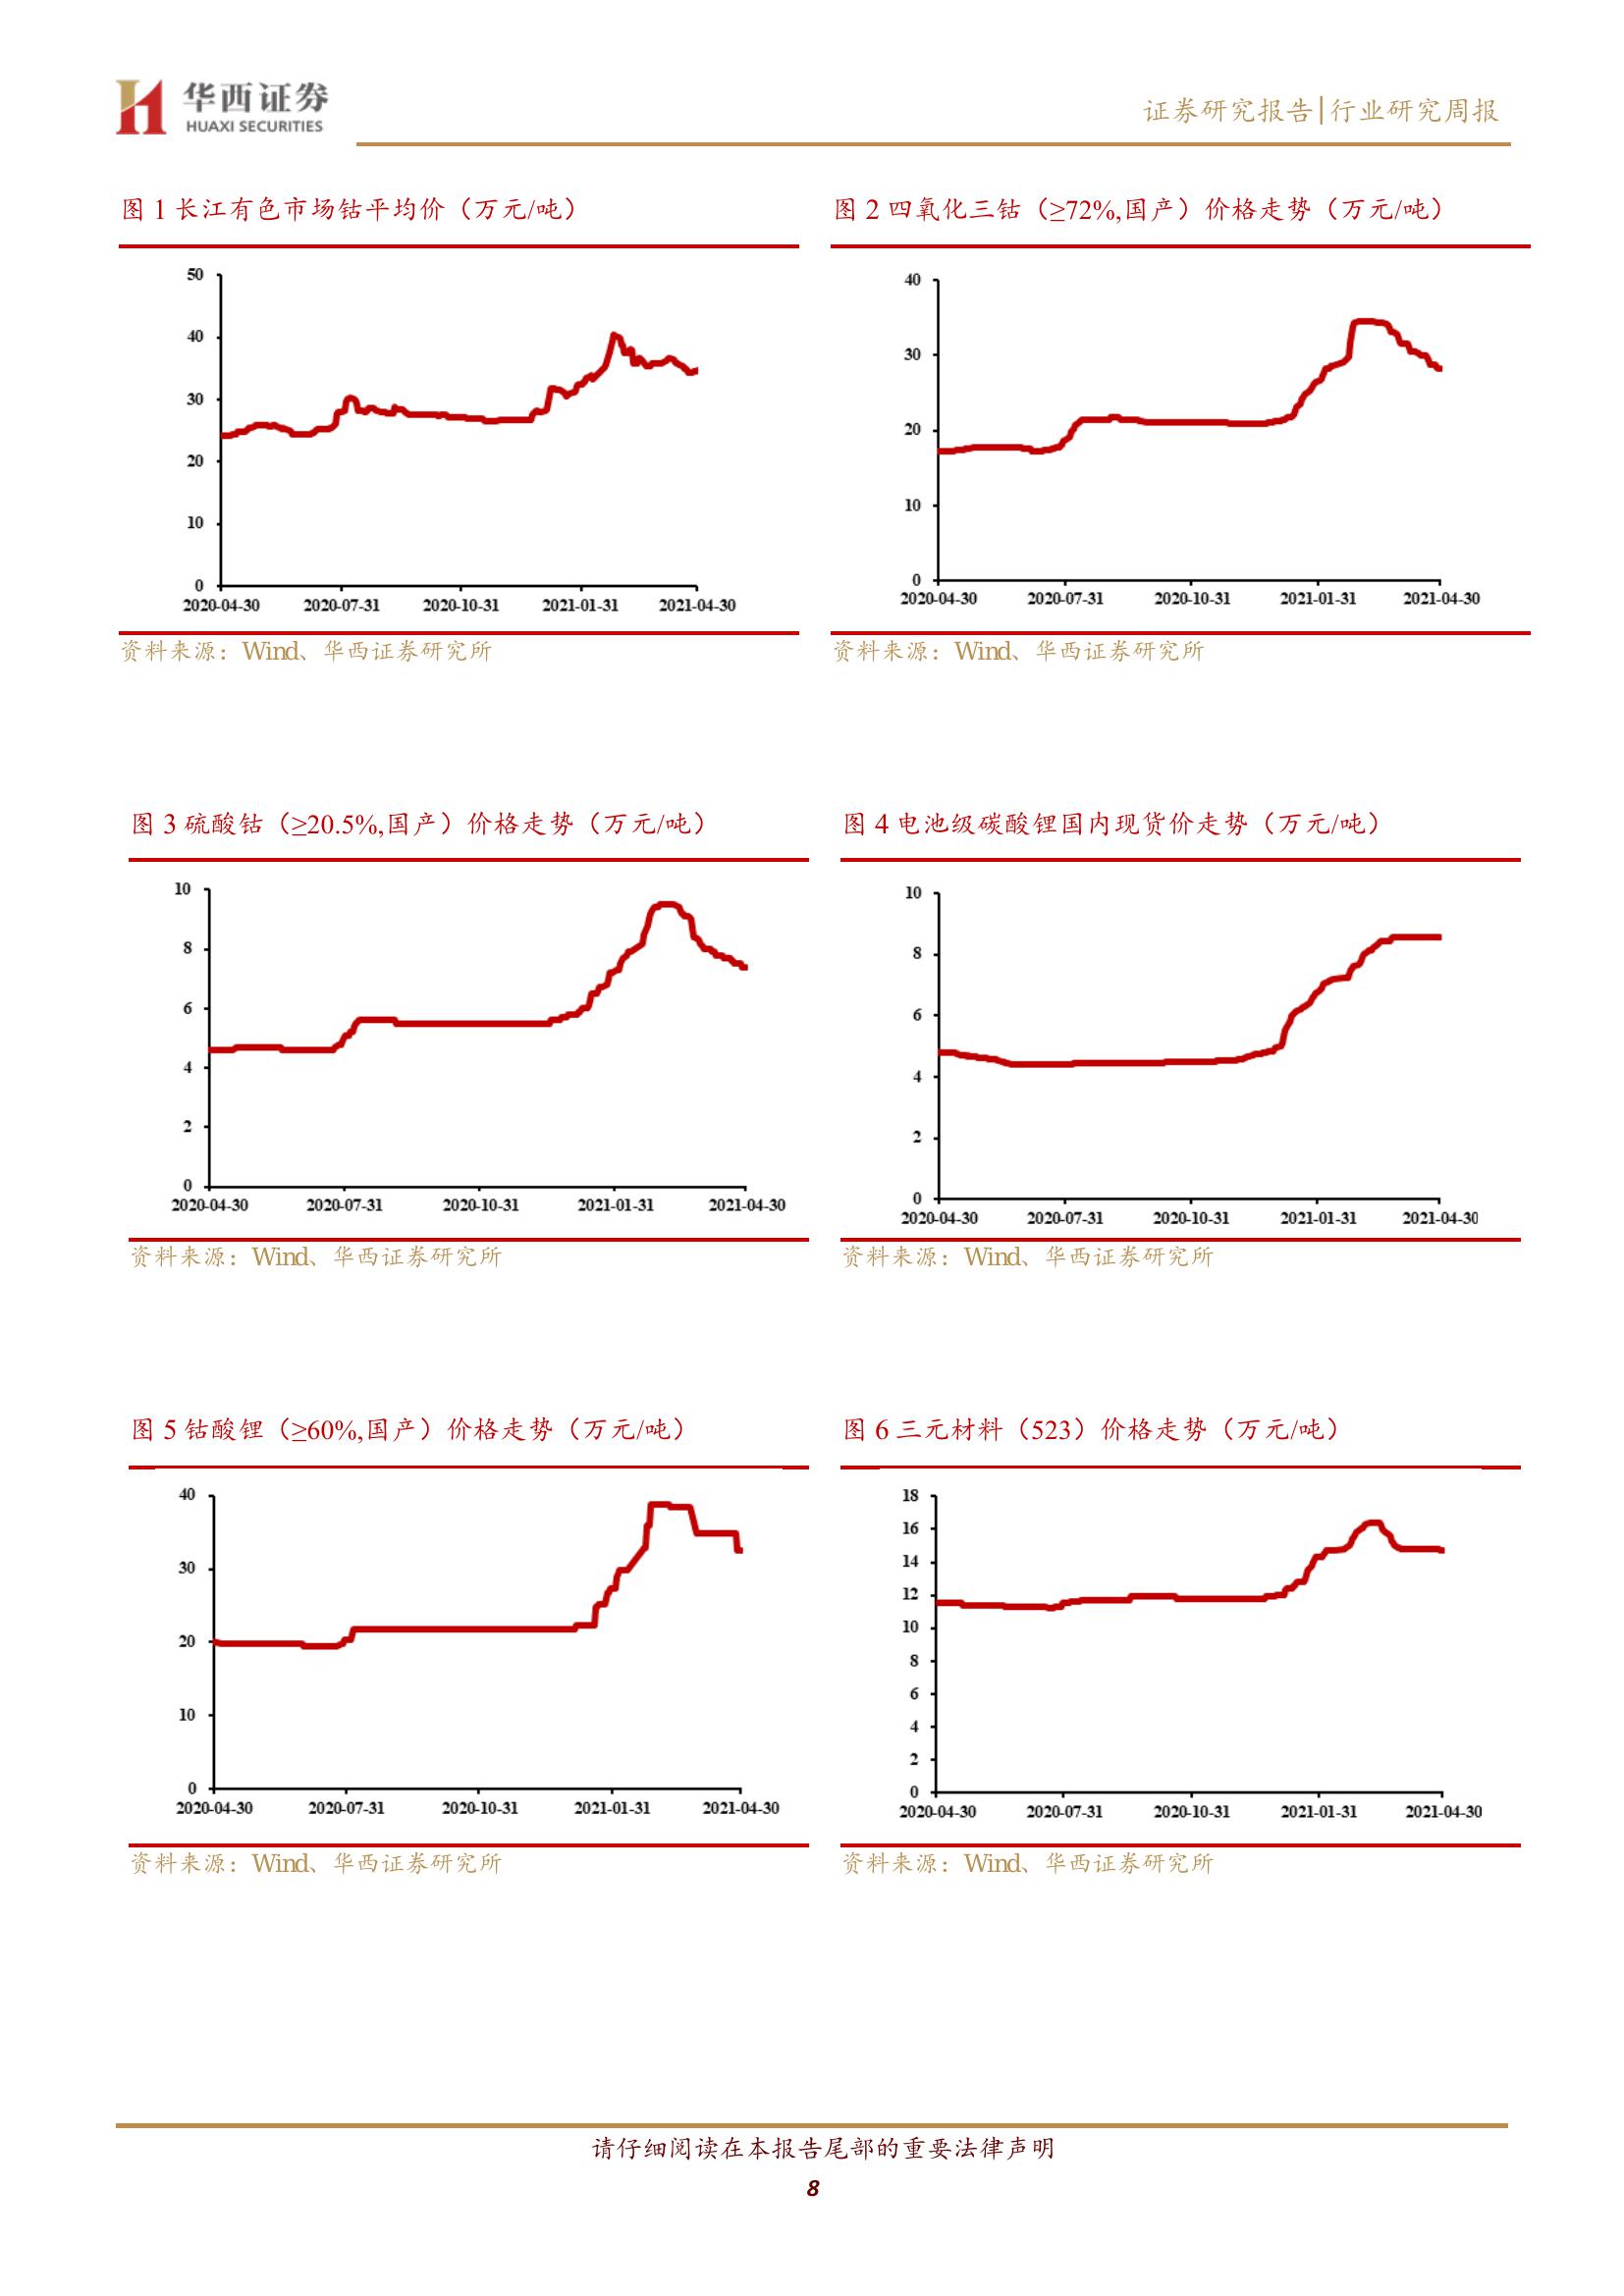 华西证券
HUAXI SECURITIES
证券研究报告|行业研究周报
图 1 长江有色市场钴平均价（万元/吨）
50
40
30
20
10
0
2020-04-30 2020-07-31 2020-10-31 2021-01-31 2021-04-30
资料来源：Wind、华西证券研究所
图 2 四氧化三钴（≥72%,国产）价格走势（万元/吨）
40
30
20
10
0
2020-04-30 2020-07-31 2020-10-31 2021-01-31 2021-04-30
资料来源：Wind、华西证券研究所
图 3 硫酸钴（≥20.5%,国产）价格走势（万元/吨）
10
8
6
4
2
0
2020-04-30 2020-07-31 2020-10-31 2021-01-31 2021-04-30
资料来源：Wind、华西证券研究所
图 4 电池级碳酸锂国内现货价走势（万元/吨）
10
8
6
4
2
0
2020-04-30 2020-07-31 2020-10-31 2021-01-31 2021-04-30
资料来源：Wind、华西证券研究所
图 5 钴酸锂（≥60%,国产）价格走势（万元/吨）
40
30
20
10
0
2020-04-30 2020-07-31 2020-10-31 2021-01-31 2021-04-30
资料来源：Wind、华西证券研究所
图 6 三元材料（523）价格走势（万元/吨）
18
16
14
12
10
8
6
4
2
0
2020-04-30 2020-07-31 2020-10-31 2021-01-31 2021-04-30
资料来源：Wind、华西证券研究所
请仔细阅读在本报告尾部的重要法律声明
8